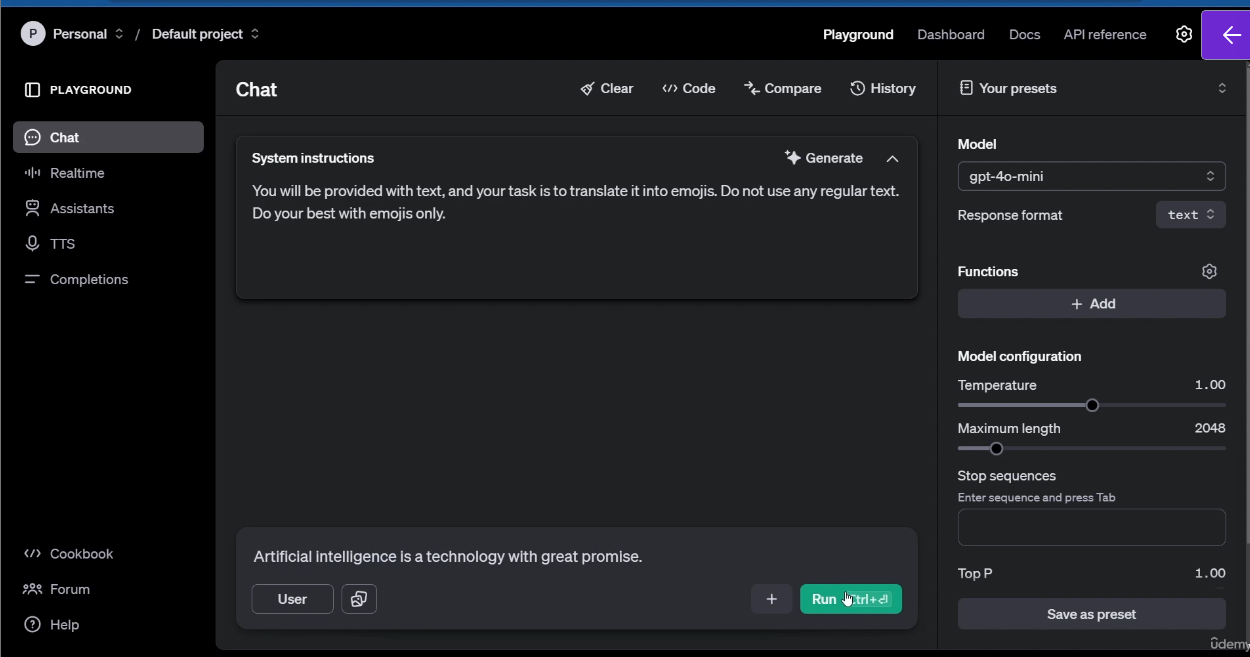 P Personal / Default project Playground Dashboard Docs API reference
PLAYGROUND
Chat
Realtime
Assistants
TTS
Completions
Cookbook
Forum
Help
Chat Clear Code Compare History
System instructions Generate
You will be provided with text, and your task is to translate it into emojis. Do not use any regular text.
Do your best with emojis only.
Artificial intelligence is a technology with great promise.
User + Run Ctrl+⏎
Your presets
Model
gpt-4o-mini
Response format text
Functions
+ Add
Model configuration
Temperature 1.00
Maximum length 2048
Stop sequences
Enter sequence and press Tab
Top P 1.00
Save as preset
ûdemy